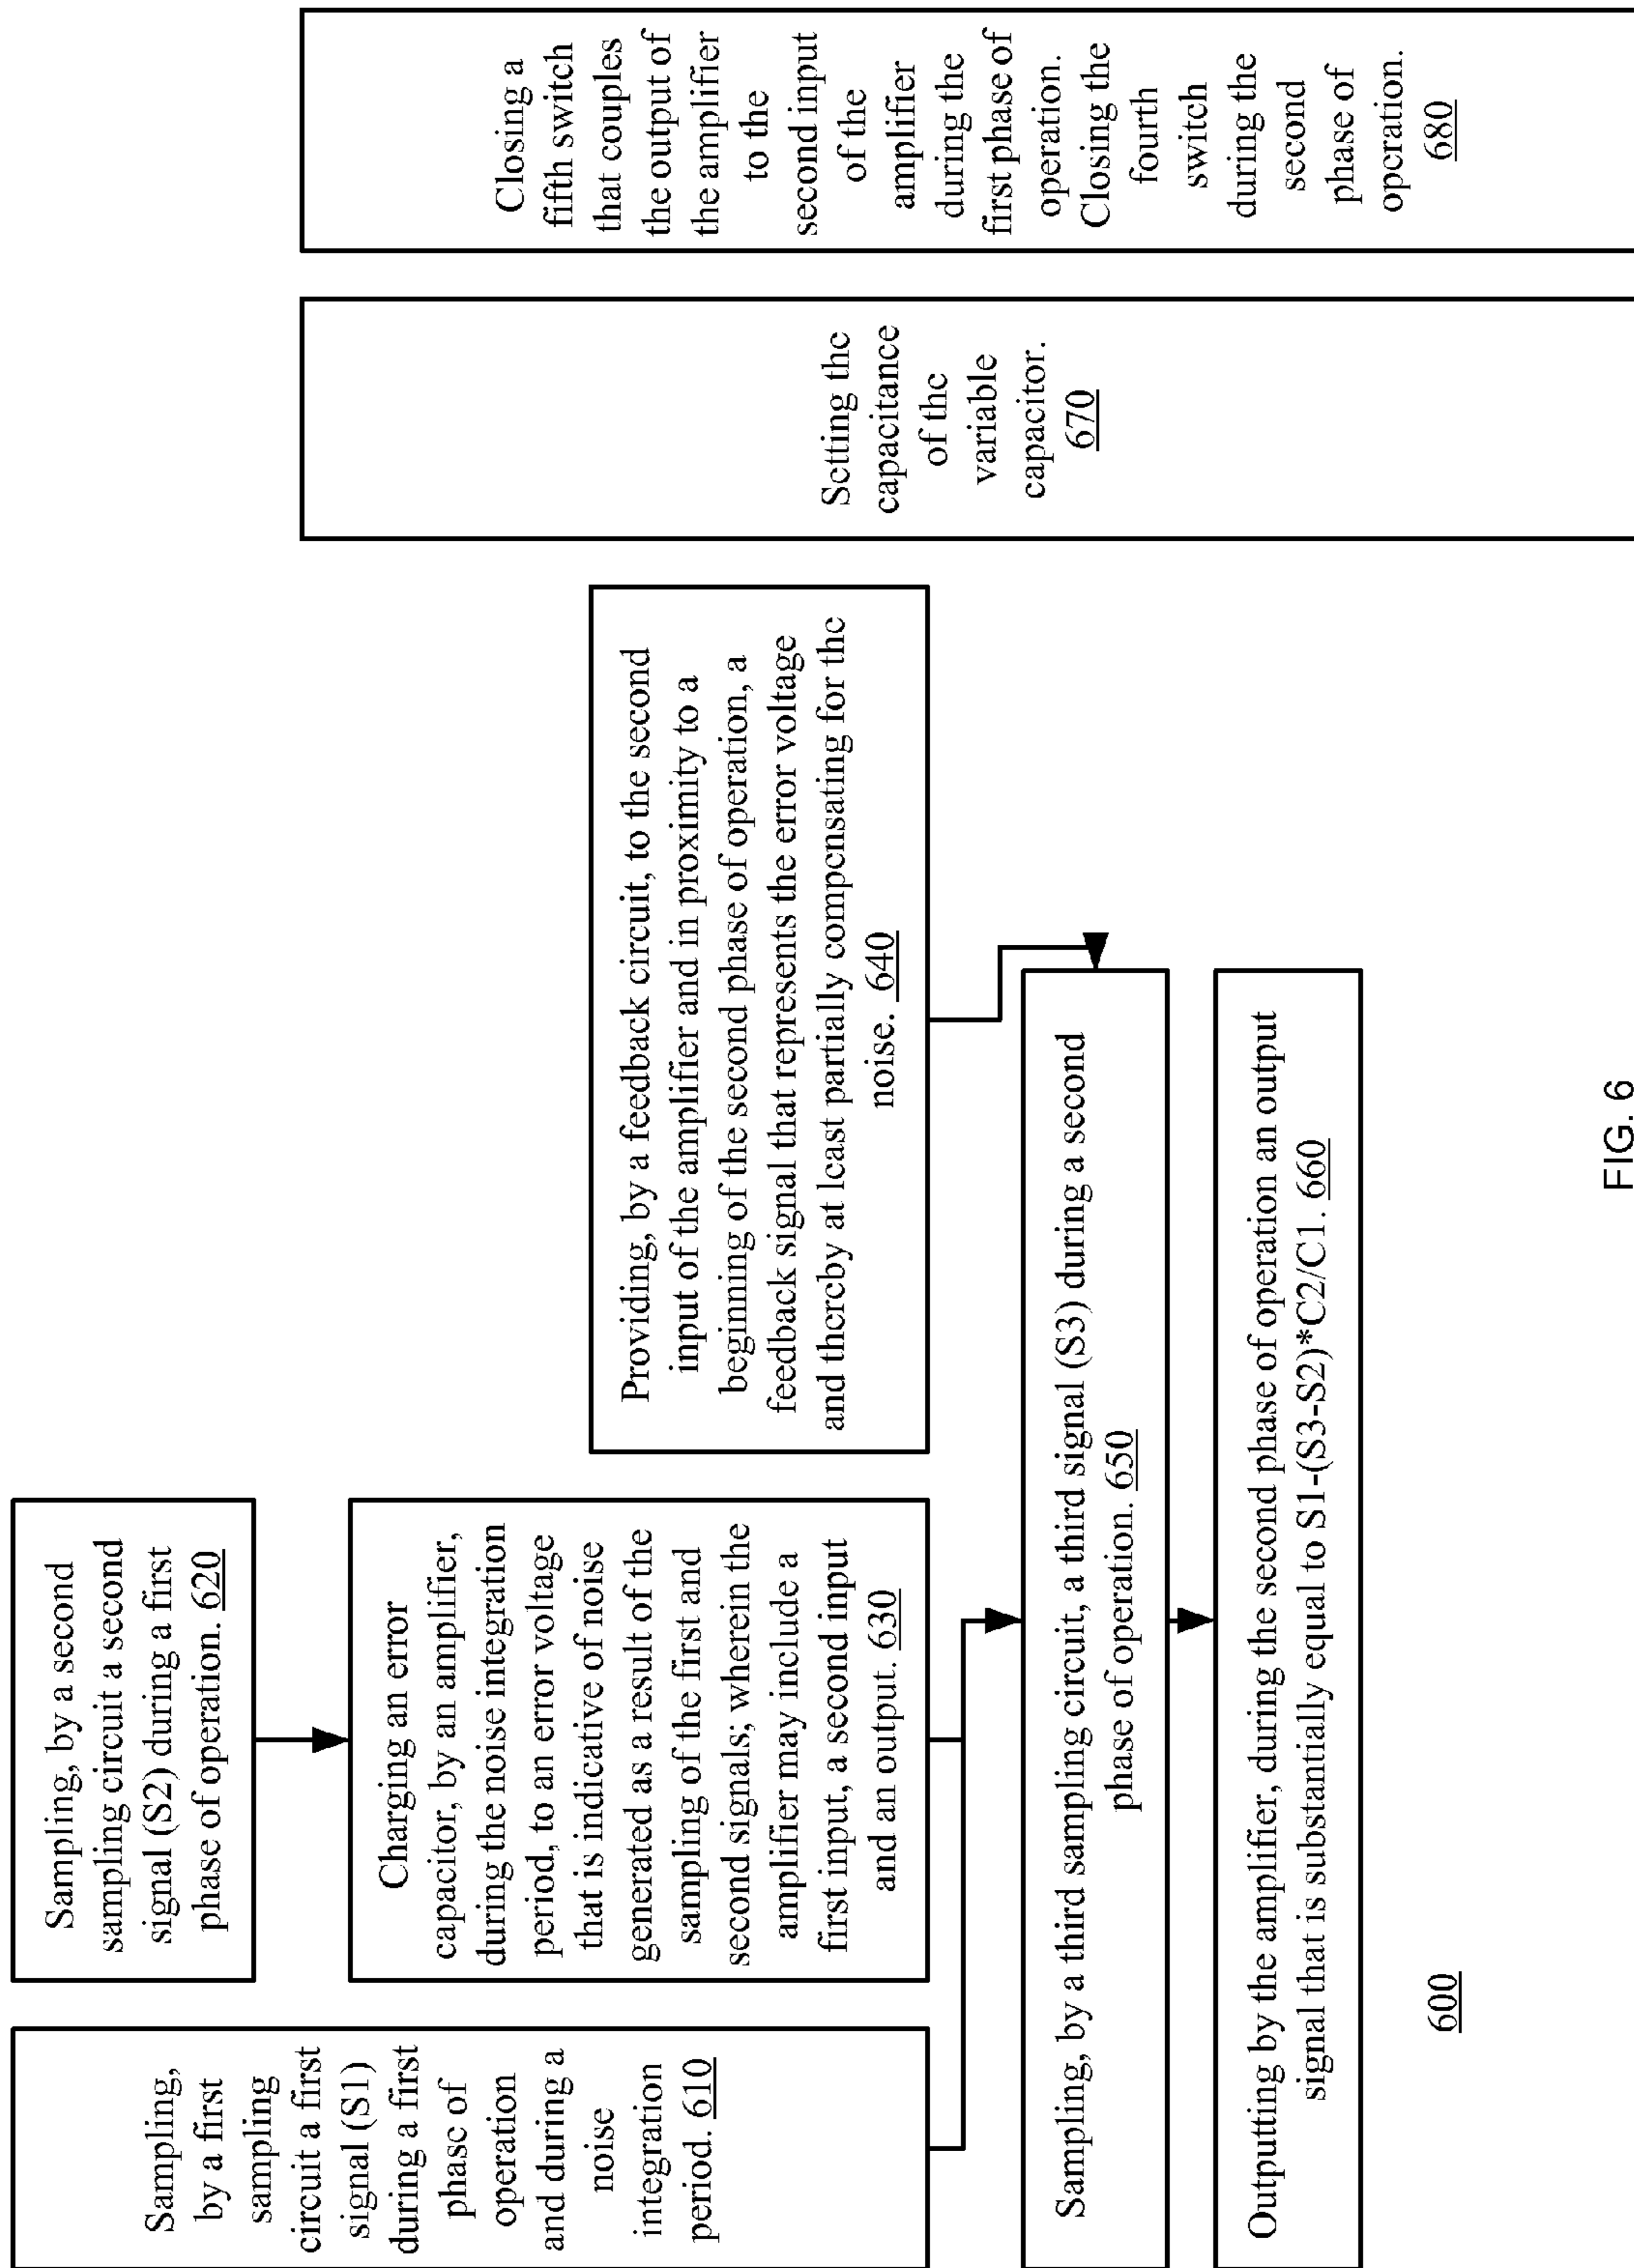 Sampling,
by a first
sampling
circuit a first
signal (S1)
during a first
phase of
operation
and during a
noise
integration
period. 610
Sampling, by a second
sampling circuit a second
signal (S2) during a first
phase of operation. 620
Charging an error
capacitor, by an amplifier,
during the noise integration
period, to an error voltage
that is indicative of noise
generated as a result of the
sampling of the first and
second signals; wherein the
amplifier may include a
first input, a second input
and an output. 630
Providing, by a feedback circuit, to the second
input of the amplifier and in proximity to a
beginning of the second phase of operation, a
feedback signal that represents the error voltage
and thereby at least partially compensating for the
noise. 640
Sampling, by a third sampling circuit, a third signal (S3) during a second
phase of operation. 650
Outputing by the amplifier, during the second phase of operation an output
signal that is substantially equal to S1-(S3-S2)*C2/C1. 660
Setting the
capacitance
of the
variable
capacitor.
670
Closing a
fifth switch
that couples
the output of
the amplifier
to the
second input
of the
amplifier
during the
first phase of
operation.
Closing the
fourth
switch
during the
second
phase of
operation.
680
600
FIG. 6